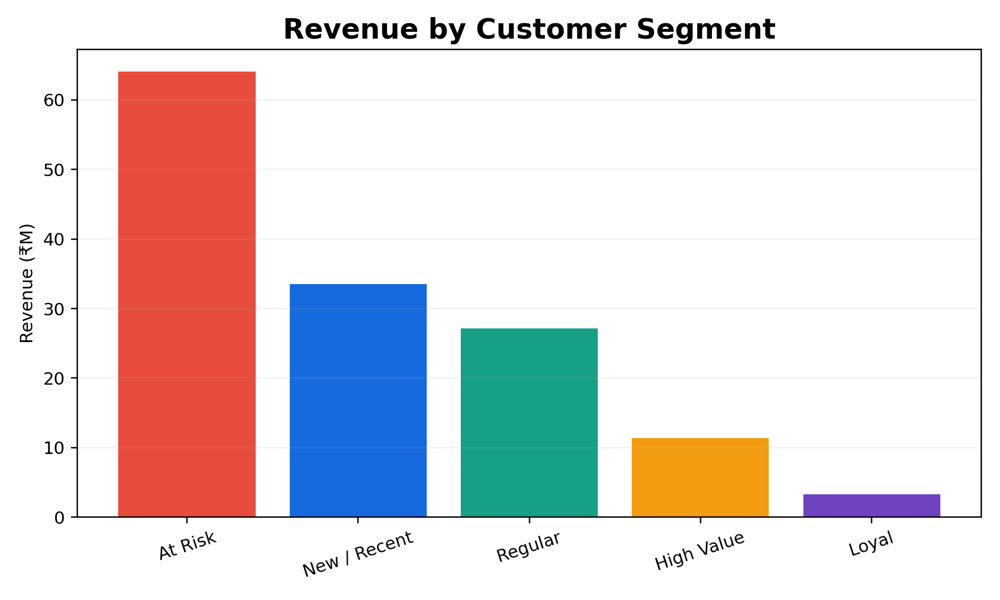 Revenue by Customer Segment
Revenue (₹M)
60
50
40
30
20
10
0
At Risk
New / Recent
Regular
High Value
Loyal